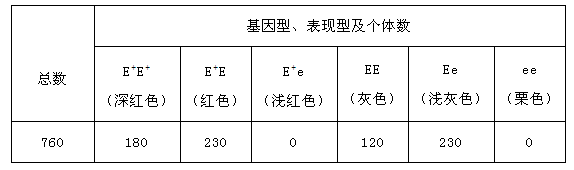 基因型、表现型及个体数
总数
E⁺E⁺ E⁺E E⁺e EE Ee ee
（深红色） （红色） （浅红色） （灰色） （浅灰色） （栗色）
760 180 230 0 120 230 0